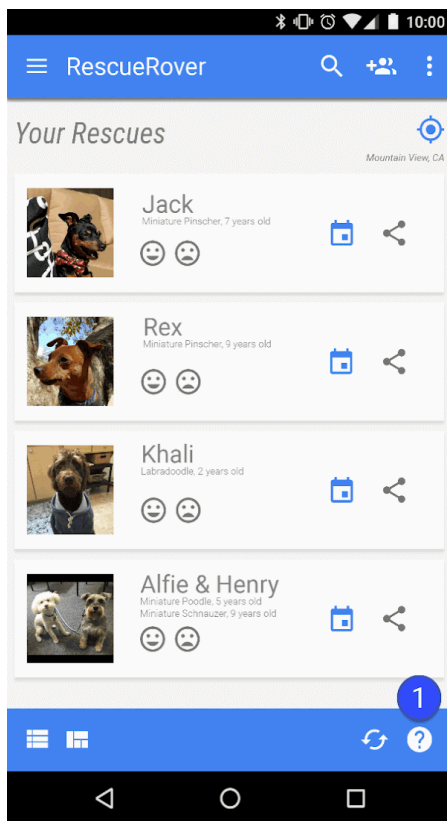 10:00
RescueRover
Your Rescues
Mountain View, CA
Jack
Miniature Pinscher, 7 years old
Rex
Miniature Pinscher, 9 years old
Khali
Labradoodle, 2 years old
Alfie & Henry
Miniature Poodle, 5 years old
Miniature Schnauzer, 9 years old
1